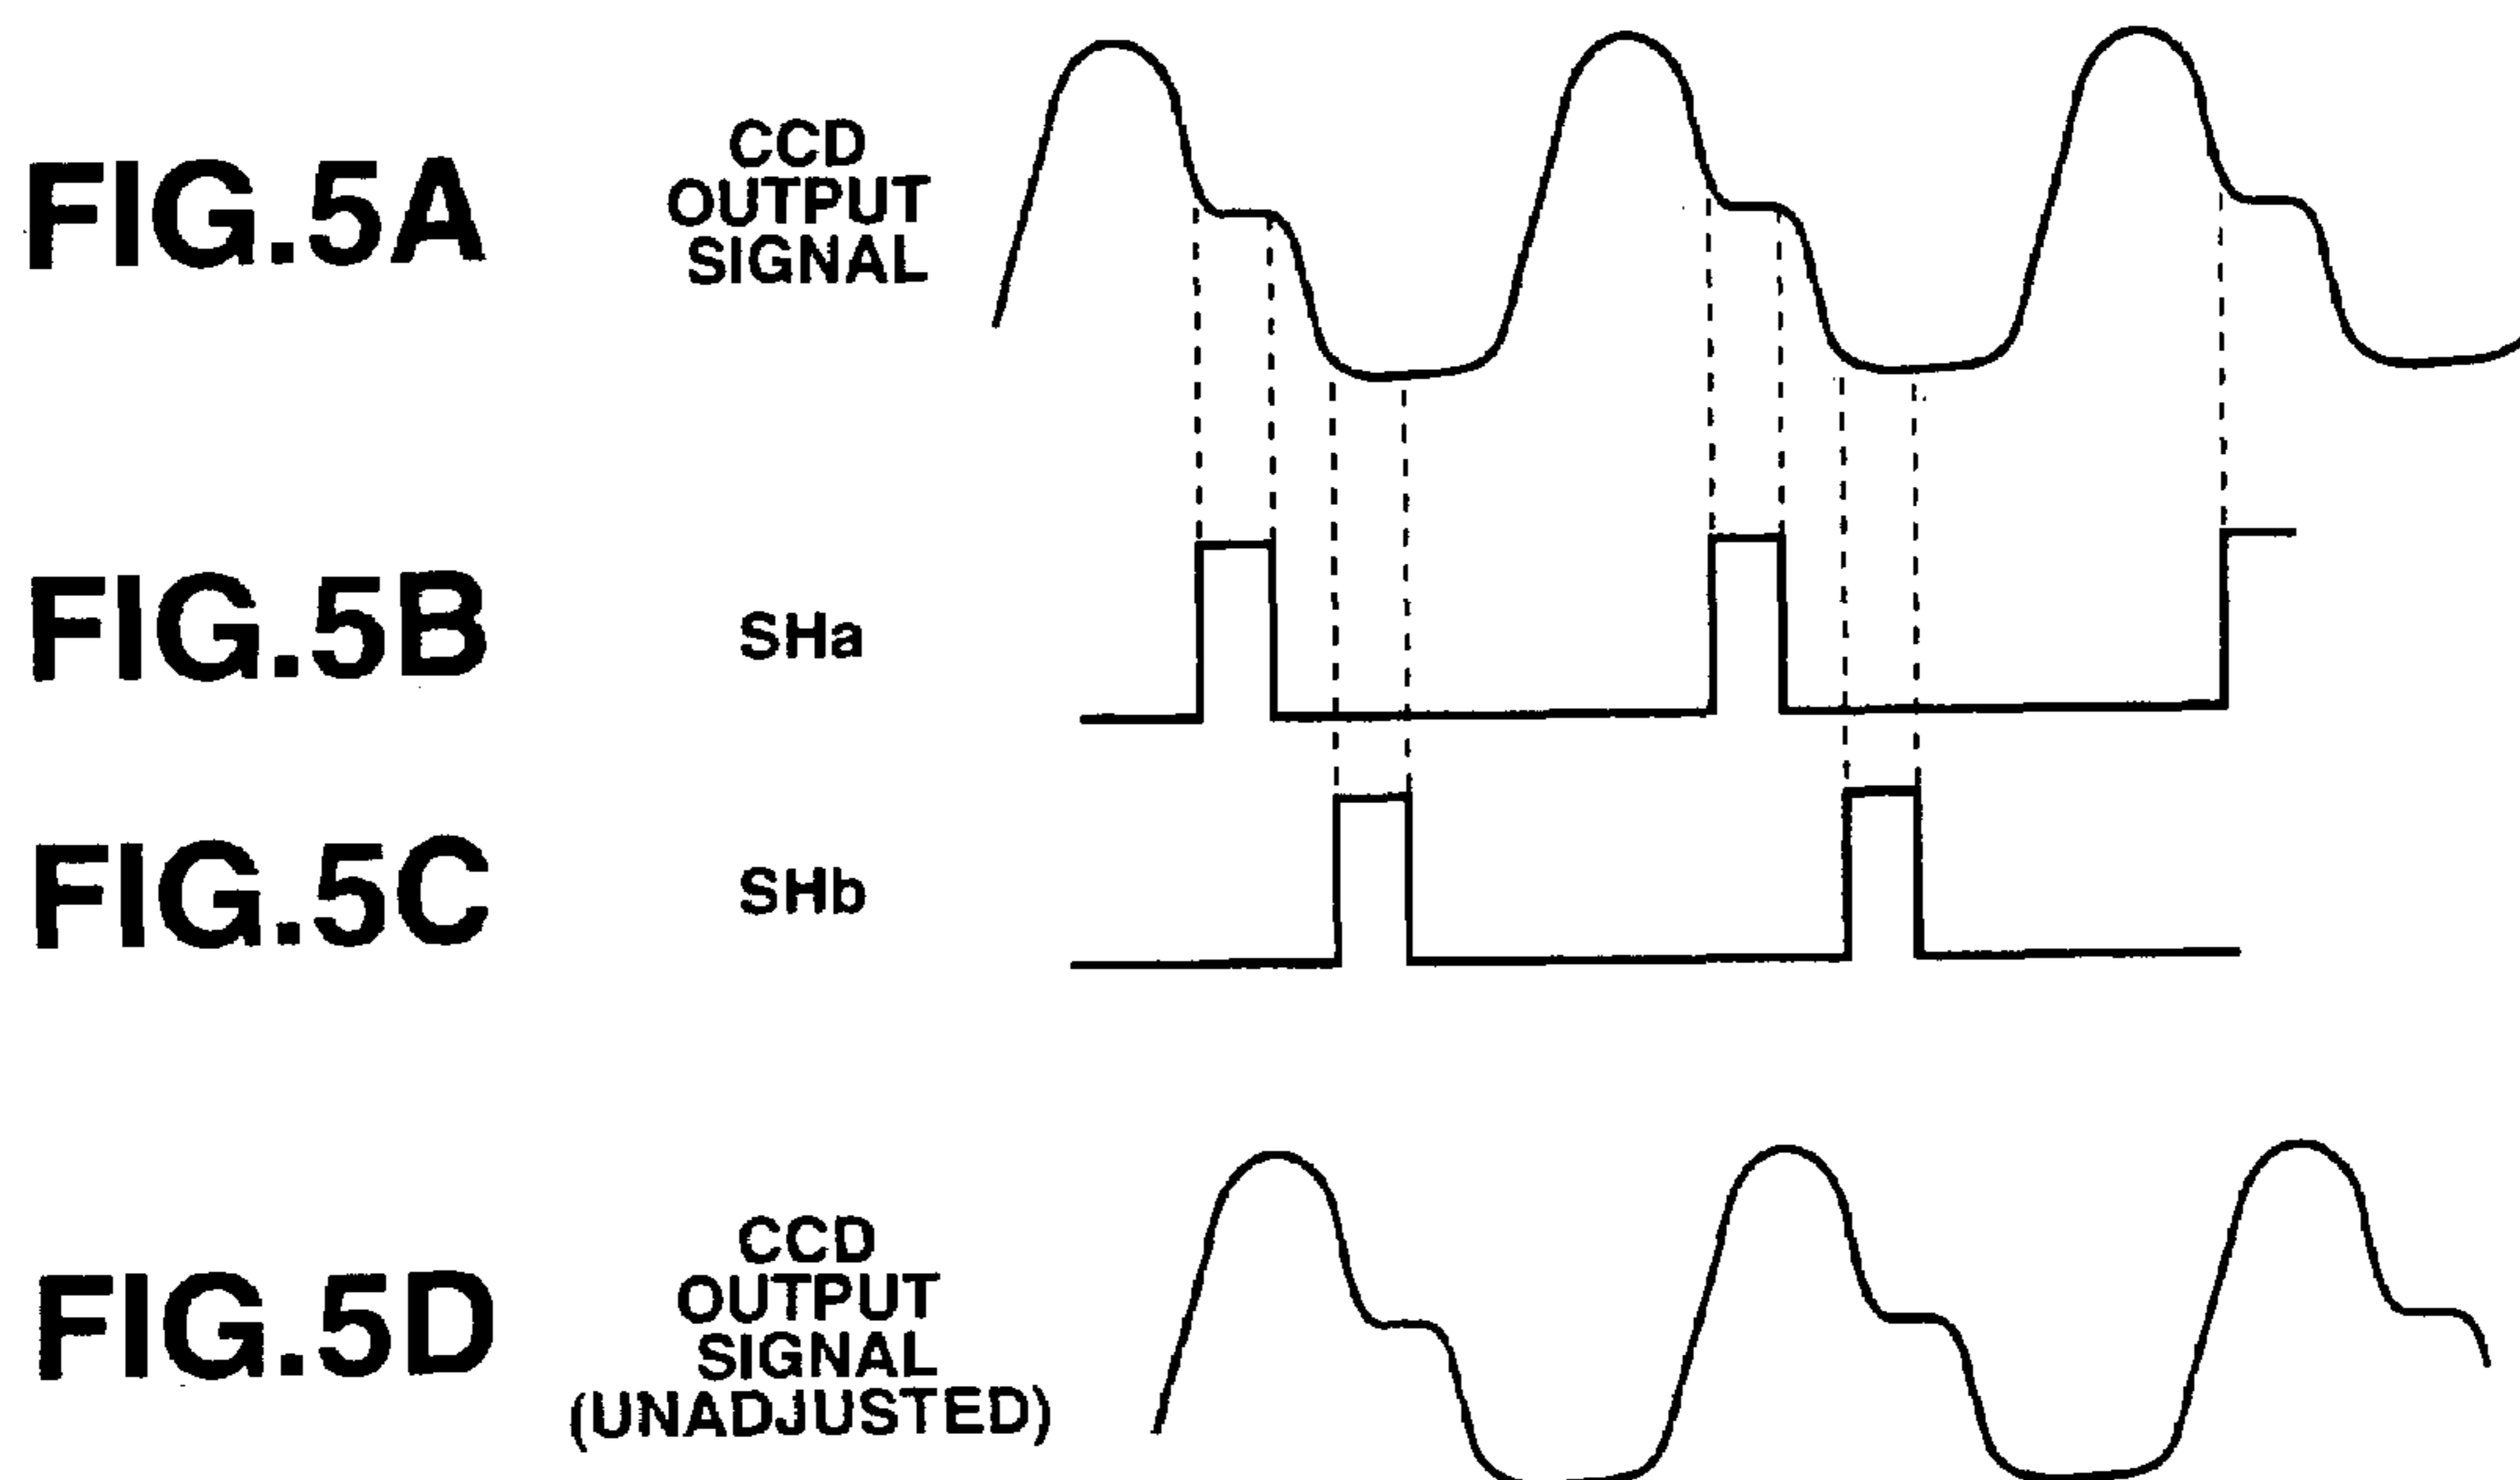 FIG.5A
CCD
OUTPUT
SIGNAL
FIG.5B
SHa
FIG.5C
SHb
FIG.5D
CCD
OUTPUT
SIGNAL
(UNADJUSTED)